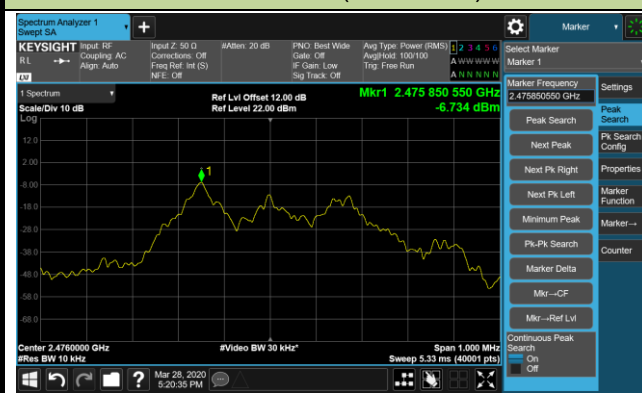 Spectrum Analyzer 1
Swept SA
+
Marker
KEYSIGHT
RL
LXI
Input: RF
Coupling: AC
Align: Auto
Input Z: 50 Ω
Corrections: Off
Freq Ref: Int (S)
NFE: Off
#Atten: 20 dB
PNO: Best Wide
Gate: Off
IF Gain: Low
Sig Track: Off
Avg Type: Power (RMS)
Avg|Hold: 100/100
Trig: Free Run
1 2 3 4 5 6
A W W W W W
A N N N N N
Select Marker
Marker 1
1 Spectrum
Scale/Div 10 dB
Log
Ref Lvl Offset 12.00 dB
Ref Level 22.00 dBm
Mkr1 2.475 850 550 GHz
-6.734 dBm
12.0
2.00
-8.00
-18.0
-28.0
-38.0
-48.0
-58.0
-68.0
1
Center 2.4760000 GHz
#Res BW 10 kHz
#Video BW 30 kHz*
Span 1.000 MHz
Sweep 5.33 ms (40001 pts)
Marker Frequency
2.475850550 GHz
Peak Search
Next Peak
Next Pk Right
Next Pk Left
Minimum Peak
Pk-Pk Search
Marker Delta
Mkr→CF
Mkr→Ref Lvl
Continuous Peak
Search
On
Off
Settings
Peak
Search
Pk Search
Config
Properties
Marker
Function
Marker→
Counter
?
Mar 28, 2020
5:20:35 PM